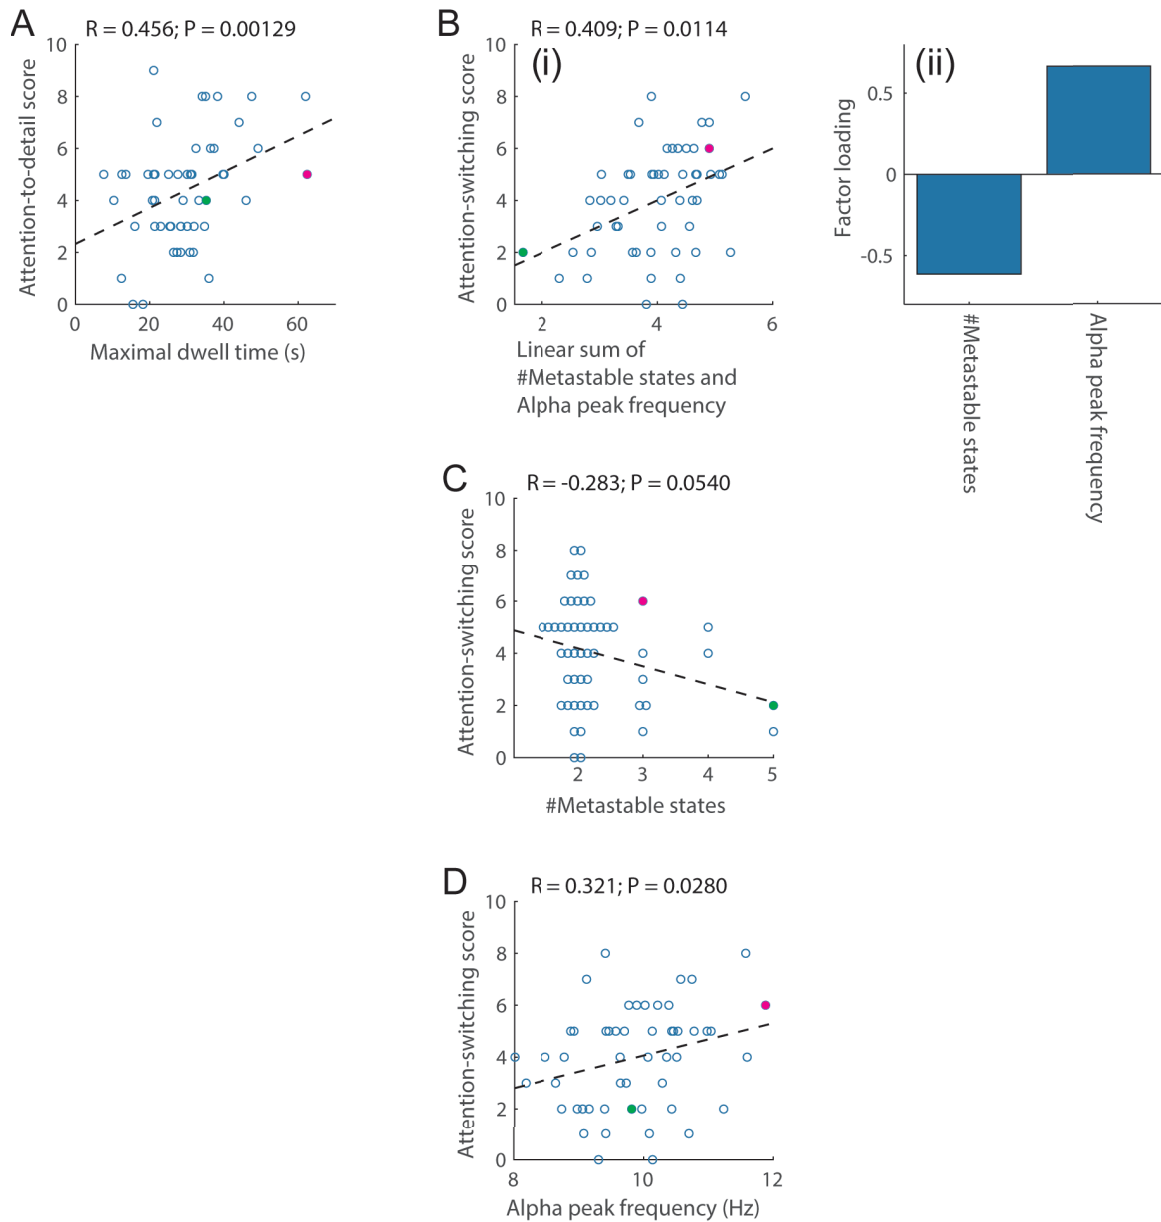 A
R = 0.456; P = 0.00129
10
8
6
4
2
0
Attention-to-detail score
0 20 40 60
Maximal dwell time (s)
B
R = 0.409; P = 0.0114
(i)
10
8
6
4
2
0
Attention-switching score
2 4 6
Linear sum of
#Metastable states and
Alpha peak frequency
(ii)
0.5
0
-0.5
Factor loading
#Metastable states
Alpha peak frequency
C
R = -0.283; P = 0.0540
10
8
6
4
2
0
Attention-switching score
2 3 4 5
#Metastable states
D
R = 0.321; P = 0.0280
10
8
6
4
2
0
Attention-switching score
8 10 12
Alpha peak frequency (Hz)